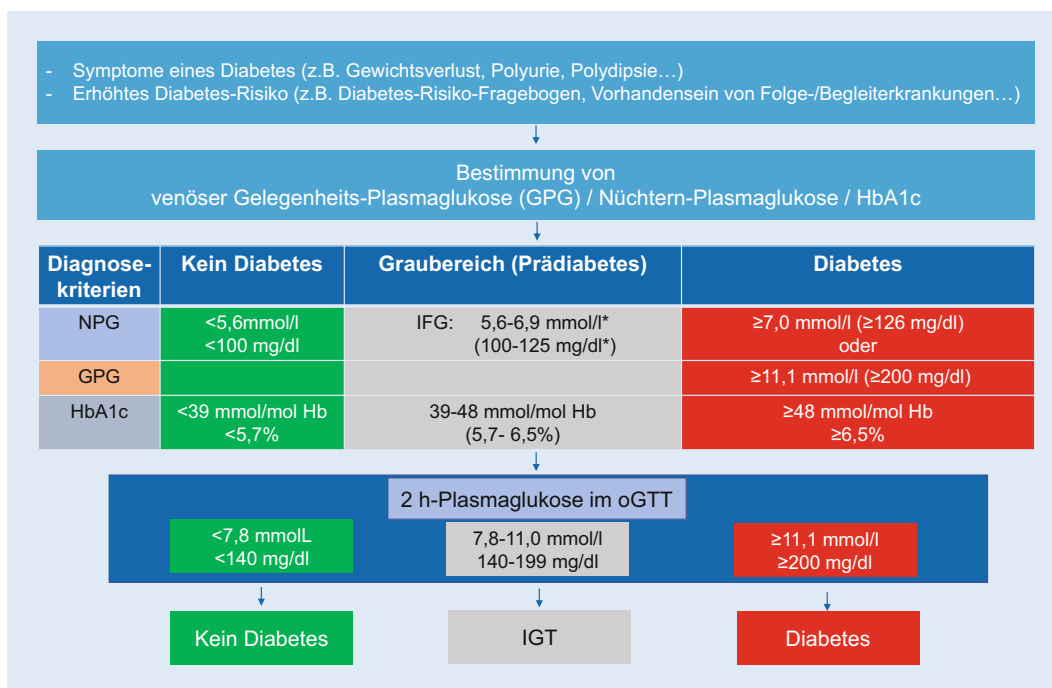 - Symptome eines Diabetes (z.B. Gewichtsverlust, Polyurie, Polydipsie…)
- Erhöhtes Diabetes-Risiko (z.B. Diabetes-Risiko-Fragebogen, Vorhandensein von Folge-/Begleiterkrankungen…)
Bestimmung von
venöser Gelegenheits-Plasmaglukose (GPG) / Nüchtern-Plasmaglukose / HbA1c
Diagnose-
kriterien
Kein Diabetes
Graubereich (Prädiabetes)
Diabetes
NPG
<5,6mmol/l
<100 mg/dl
IFG: 5,6-6,9 mmol/l*
(100-125 mg/dl*)
≥7,0 mmol/l (≥126 mg/dl)
oder
GPG
≥11,1 mmol/l (≥200 mg/dl)
HbA1c
<39 mmol/mol Hb
<5,7%
39-48 mmol/mol Hb
(5,7- 6,5%)
≥48 mmol/mol Hb
≥6,5%
2 h-Plasmaglukose im oGTT
<7,8 mmolL
<140 mg/dl
7,8-11,0 mmol/l
140-199 mg/dl
≥11,1 mmol/l
≥200 mg/dl
Kein Diabetes
IGT
Diabetes